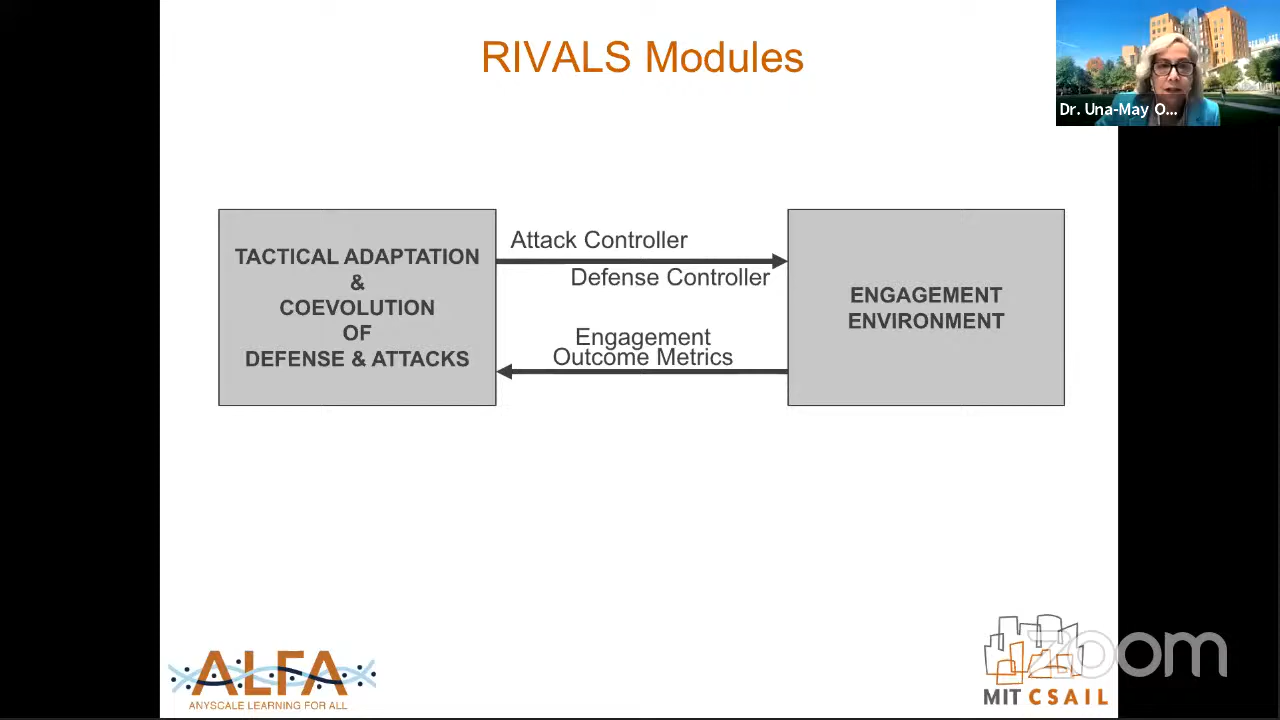 RIVALS Modules
Dr. Una-May O...
TACTICAL ADAPTATION
&
COEVOLUTION
OF
DEFENSE & ATTACKS
Attack Controller
Defense Controller
Engagement
Outcome Metrics
ENGAGEMENT
ENVIRONMENT
ALFA
ANYSCALE LEARNING FOR ALL
MIT CSAIL
zoom